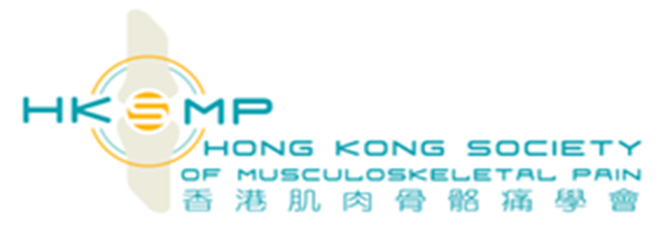 HKSMP
HONG KONG SOCIETY
OF MUSCULOSKELETAL PAIN
香港肌肉骨骼痛學會